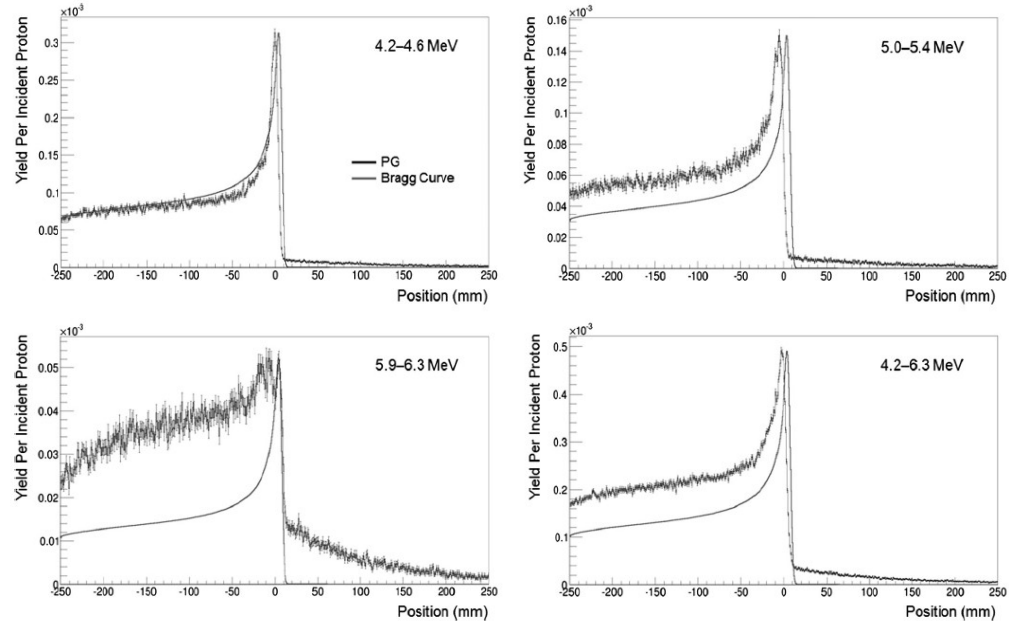 ×10⁻³
Yield Per Incident Proton
0.3
0.25
0.2
0.15
0.1
0.05
0
-250 -200 -150 -100 -50 0 50 100 150 200 250
Position (mm)
4.2–4.6 MeV
PG
Bragg Curve
×10⁻³
Yield Per Incident Proton
0.16
0.14
0.12
0.1
0.08
0.06
0.04
0.02
0
-250 -200 -150 -100 -50 0 50 100 150 200 250
Position (mm)
5.0–5.4 MeV
×10⁻³
Yield Per Incident Proton
0.05
0.04
0.03
0.02
0.01
0
-250 -200 -150 -100 -50 0 50 100 150 200 250
Position (mm)
5.9–6.3 MeV
×10⁻³
Yield Per Incident Proton
0.5
0.4
0.3
0.2
0.1
0
-250 -200 -150 -100 -50 0 50 100 150 200 250
Position (mm)
4.2–6.3 MeV